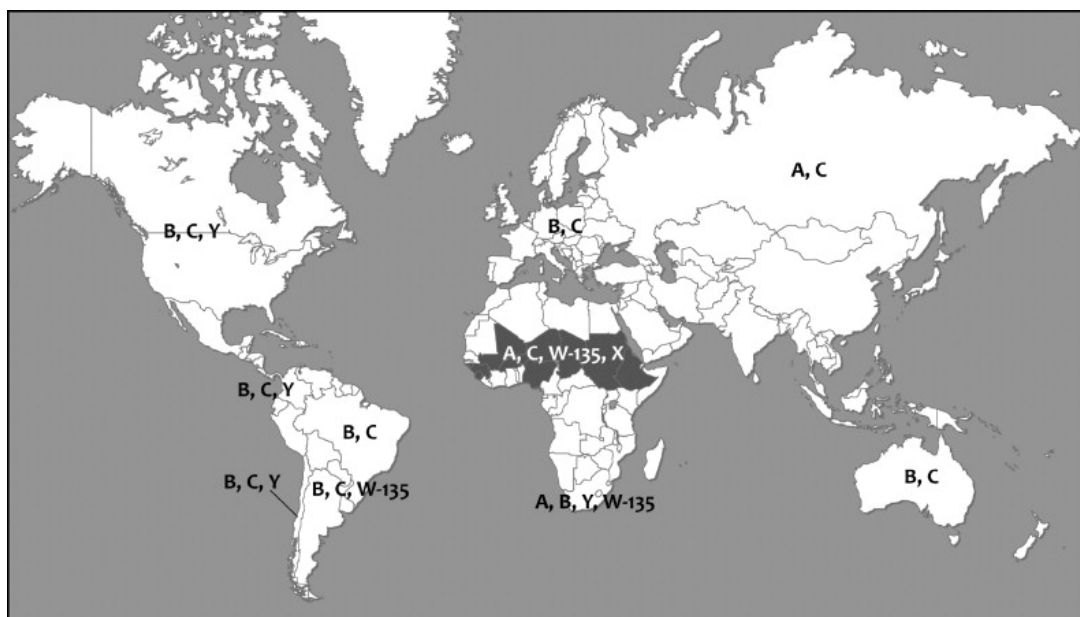 A, C
B, C, Y
B, C
A, C, W-135, X
B, C, Y
B, C
B, C, Y
B, C, W-135
A, B, Y, W-135
B, C